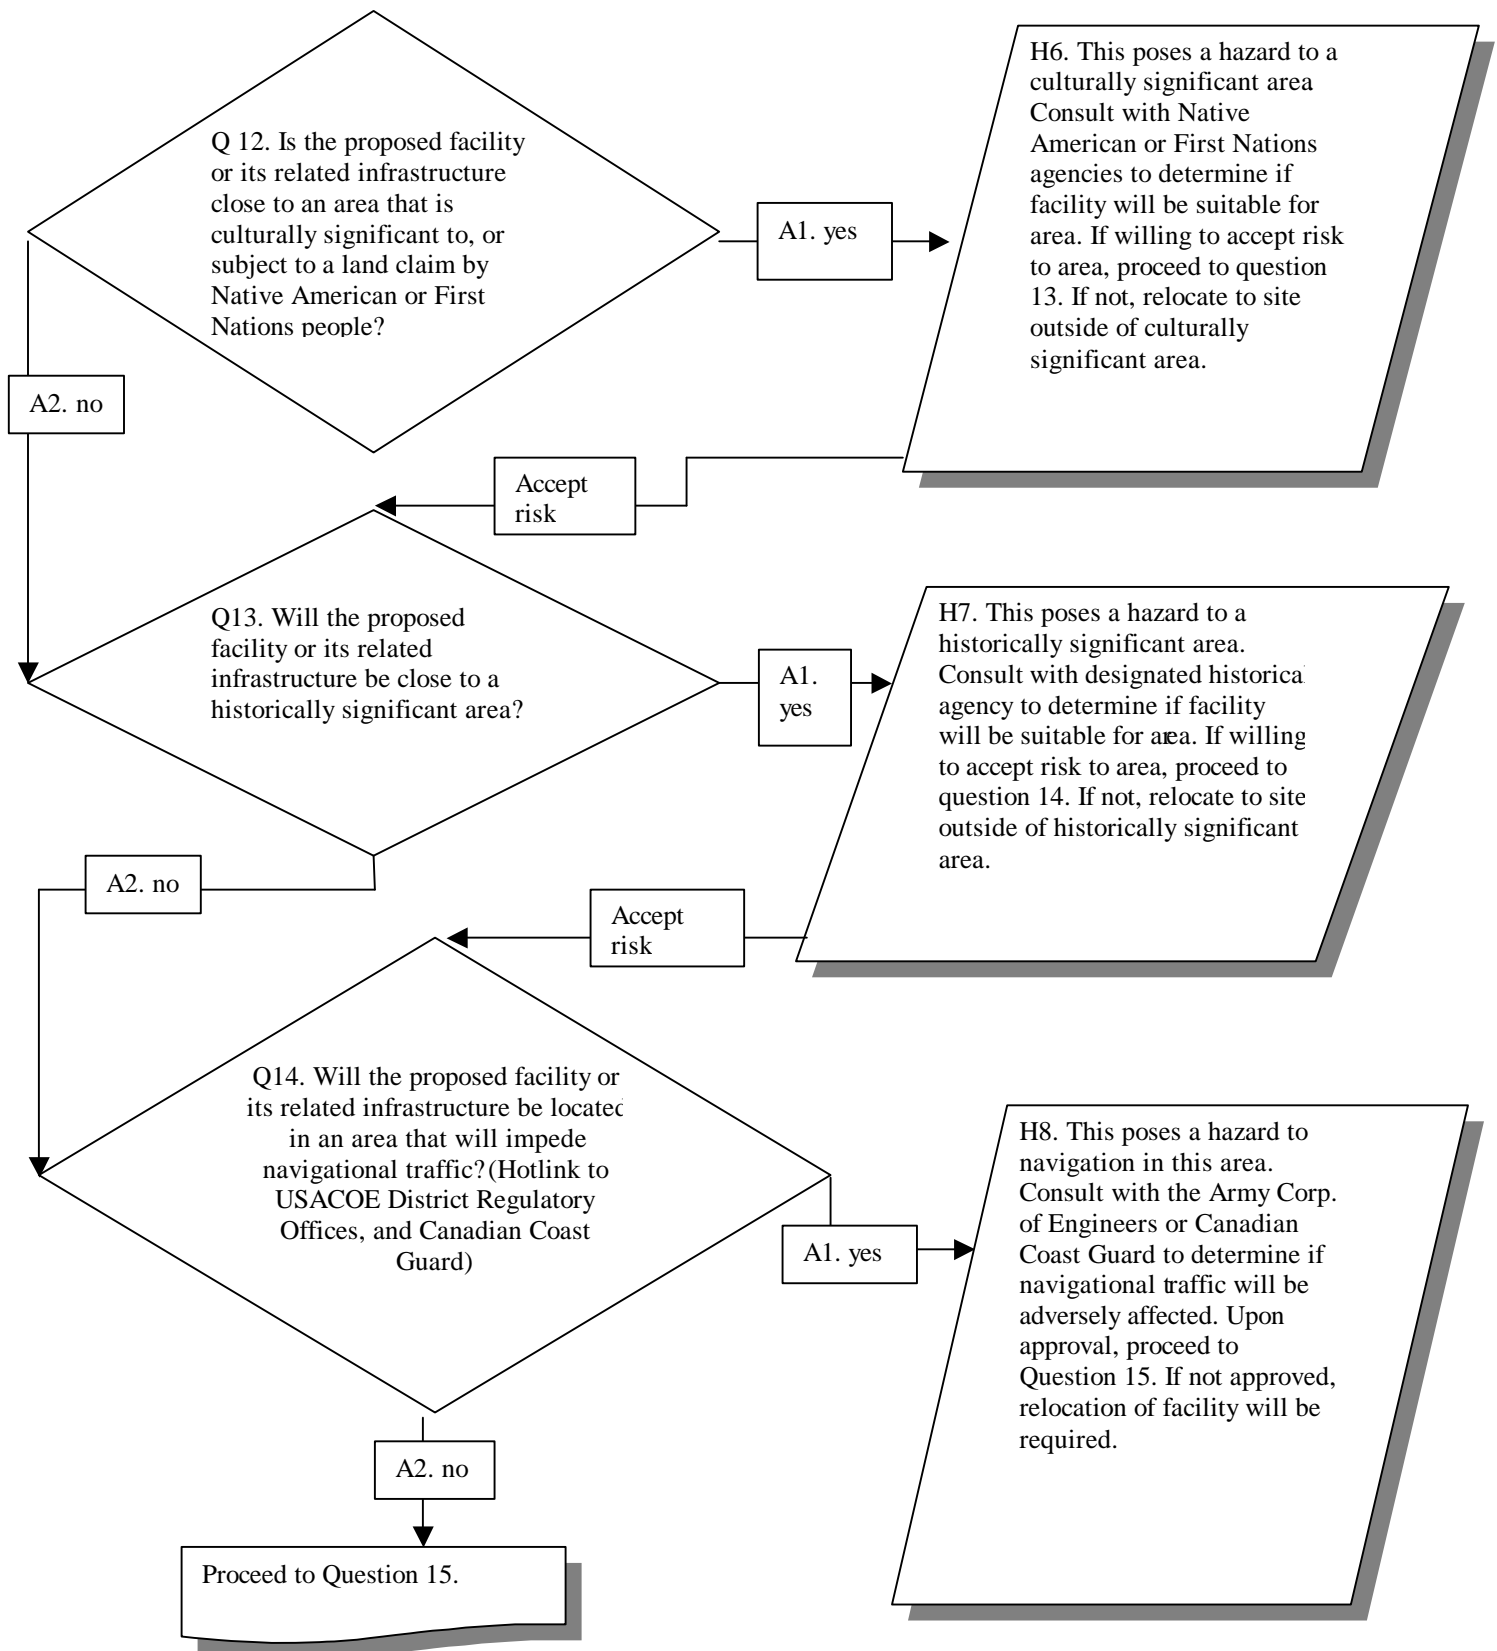 Q 12. Is the proposed facility
or its related infrastructure
close to an area that is
culturally significant to, or
subject to a land claim by
Native American or First
Nations people?
A1. yes
H6. This poses a hazard to a
culturally significant area.
Consult with Native
American or First Nations
agencies to determine if
facility will be suitable for
area. If willing to accept risk
to area, proceed to question
13. If not, relocate to site
outside of culturally
significant area.
A2. no
Accept
risk
Q13. Will the proposed
facility or its related
infrastructure be close to a
historically significant area?
A1.
yes
H7. This poses a hazard to a
historically significant area.
Consult with designated historical
agency to determine if facility
will be suitable for area. If willing
to accept risk to area, proceed to
question 14. If not, relocate to site
outside of historically significant
area.
A2. no
Accept
risk
Q14. Will the proposed facility or
its related infrastructure be located
in an area that will impede
navigational traffic? (Hotlink to
USACOE District Regulatory
Offices, and Canadian Coast
Guard)
A1. yes
H8. This poses a hazard to
navigation in this area.
Consult with the Army Corp.
of Engineers or Canadian
Coast Guard to determine if
navigational traffic will be
adversely affected. Upon
approval, proceed to
Question 15. If not approved,
relocation of facility will be
required.
A2. no
Proceed to Question 15.